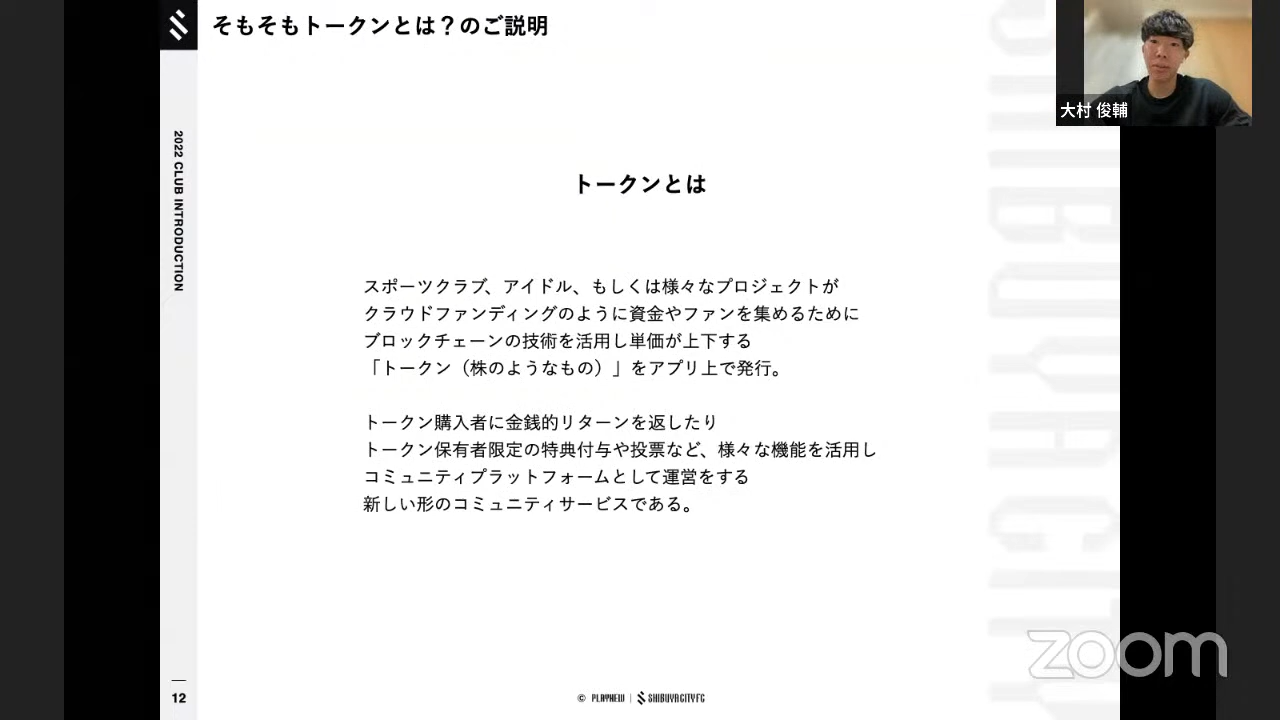 そもそもトークンとは？のご説明
大村 俊輔
2022 CLUB INTRODUCTION
トークンとは
スポーツクラブ、アイドル、もしくは様々なプロジェクトが
クラウドファンディングのように資金やファンを集めるために
ブロックチェーンの技術を活用し単価が上下する
「トークン（株のようなもの）」をアプリ上で発行。
トークン購入者に金銭的リターンを返したり
トークン保有者限定の特典付与や投票など、様々な機能を活用し
コミュニティプラットフォームとして運営をする
新しい形のコミュニティサービスである。
SHIBUYA CITY
zoom
12
© PLAYNEW | SHIBUYA CITY FC